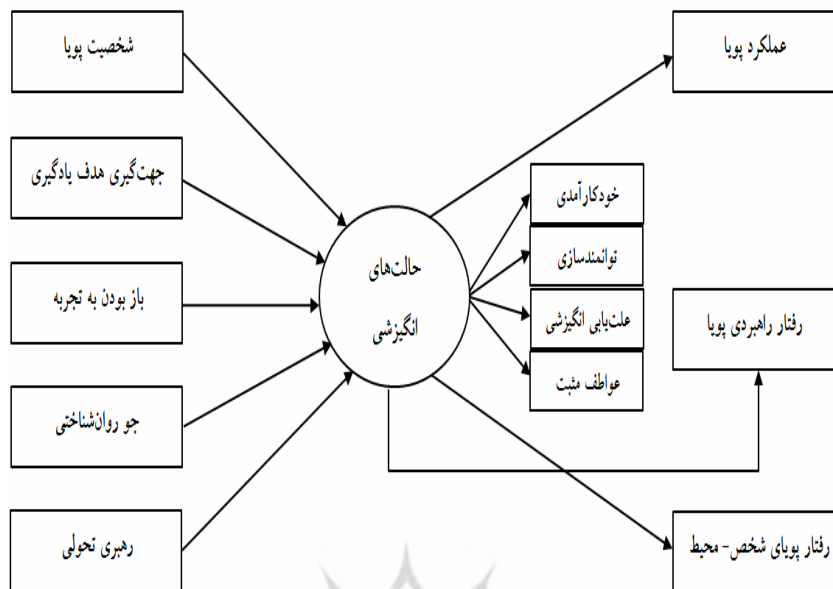 شخصیت پویا
جهت‌گیری هدف یادگیری
باز بودن به تجربه
جو روان‌شناختی
رهبری تحولی
حالت‌های
انگیزشی
خودکارآمدی
توانمندسازی
علت‌یابی انگیزشی
عواطف مثبت
عملکرد پویا
رفتار راهبردی پویا
رفتار پویای شخص- محیط